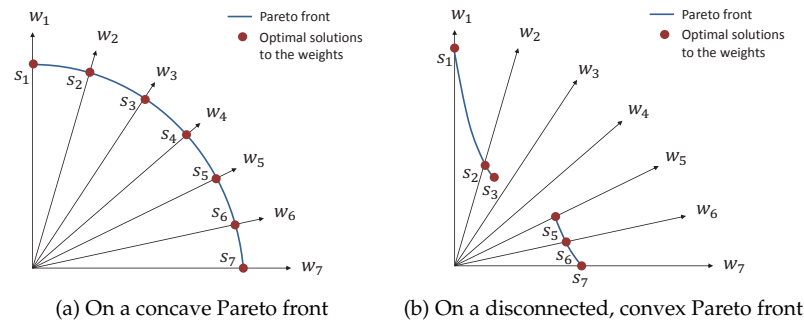 w1
w2
w3
w4
w5
w6
w7
s1
s2
s3
s4
s5
s6
s7
Pareto front
Optimal solutions
to the weights
(a) On a concave Pareto front
w1
w2
w3
w4
w5
w6
w7
s1
s2
s3
s5
s6
s7
Pareto front
Optimal solutions
to the weights
(b) On a disconnected, convex Pareto front